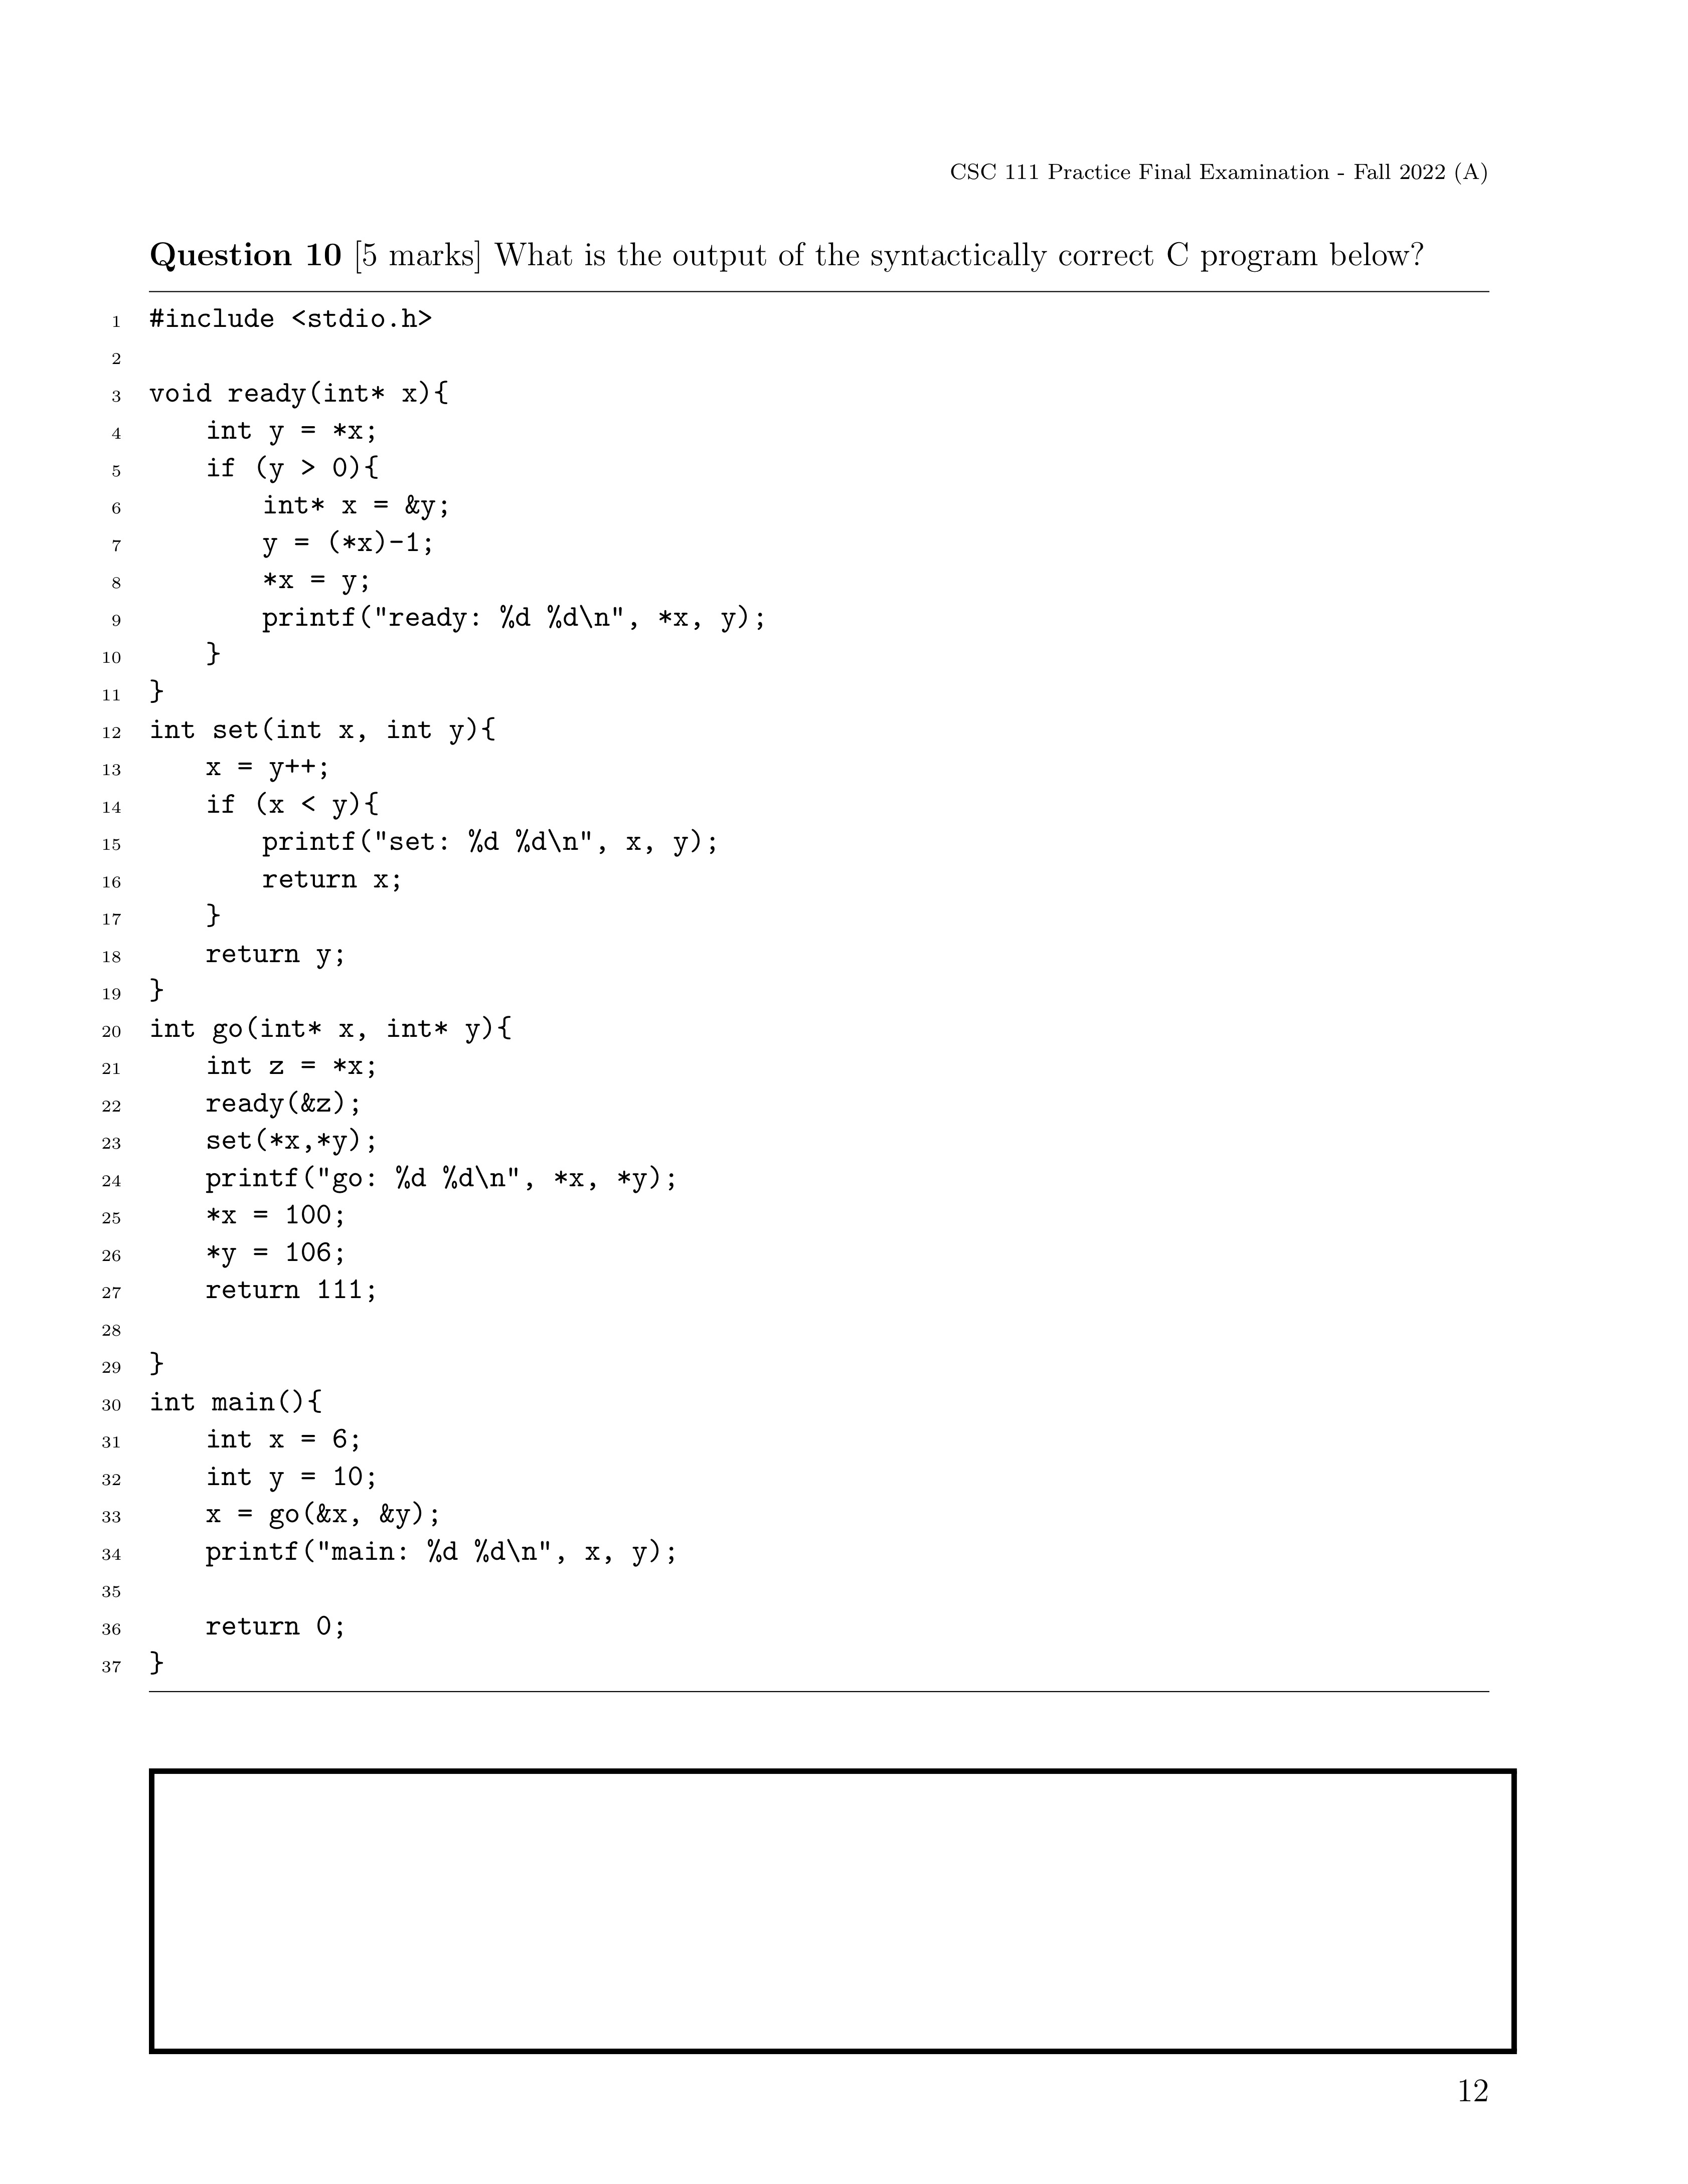 CSC 111 Practice Final Examination - Fall 2022 (A)
Question 10 [5 marks] What is the output of the syntactically correct C program below?
1 #include <stdio.h>
2
3 void ready(int* x){
4     int y = *x;
5     if (y > 0){
6         int* x = &y;
7         y = (*x)-1;
8         *x = y;
9         printf("ready: %d %d\n", *x, y);
10     }
11 }
12 int set(int x, int y){
13     x = y++;
14     if (x < y){
15         printf("set: %d %d\n", x, y);
16         return x;
17     }
18     return y;
19 }
20 int go(int* x, int* y){
21     int z = *x;
22     ready(&z);
23     set(*x,*y);
24     printf("go: %d %d\n", *x, *y);
25     *x = 100;
26     *y = 106;
27     return 111;
28
29 }
30 int main(){
31     int x = 6;
32     int y = 10;
33     x = go(&x, &y);
34     printf("main: %d %d\n", x, y);
35
36     return 0;
37 }
12